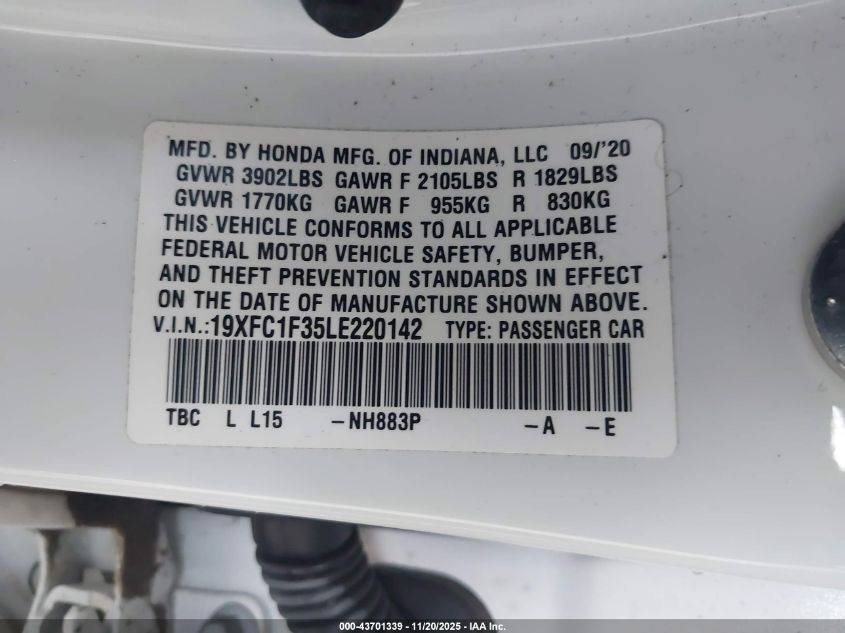 MFD. BY HONDA MFG. OF INDIANA, LLC 09/'20
GVWR 3902LBS GAWR F 2105LBS R 1829LBS
GVWR 1770KG GAWR F 955KG R 830KG
THIS VEHICLE CONFORMS TO ALL APPLICABLE
FEDERAL MOTOR VEHICLE SAFETY, BUMPER,
AND THEFT PREVENTION STANDARDS IN EFFECT
ON THE DATE OF MANUFACTURE SHOWN ABOVE.
V.I.N.:19XFC1F35LE220142 TYPE: PASSENGER CAR
TBC L L15 -NH883P -A -E
000-43701339 - 11/20/2025 - IAA Inc.